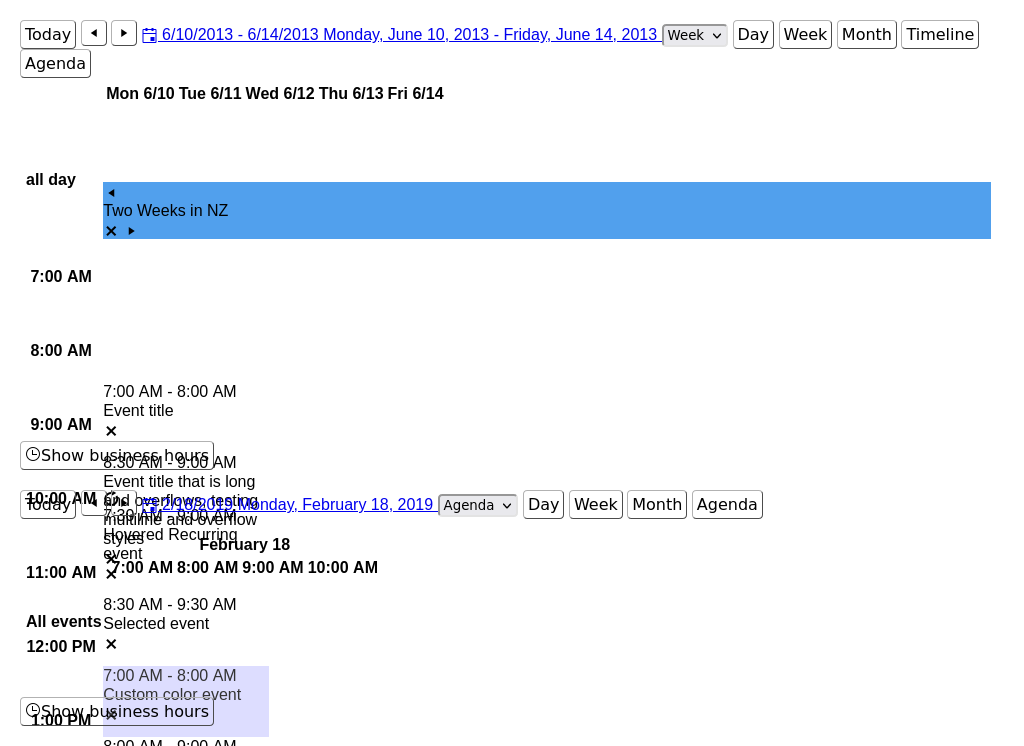 Today 6/10/2013 - 6/14/2013 Monday, June 10, 2013 - Friday, June 14, 2013 Week Day Week Month Timeline
Agenda
Mon 6/10 Tue 6/11 Wed 6/12 Thu 6/13 Fri 6/14
all day
Two Weeks in NZ
7:00 AM
8:00 AM
7:00 AM - 8:00 AM
Event title
9:00 AM
Show business hours
8:30 AM - 9:00 AM
Event title that is long
and overflows, testing
multiline and overflow
styles
10:00 AM
Today 2/18/2019 Monday, February 18, 2019 Agenda Day Week Month Agenda
7:30 AM - 9:00 AM
Hovered Recurring
event
February 18
7:00 AM 8:00 AM 9:00 AM 10:00 AM
11:00 AM
8:30 AM - 9:30 AM
Selected event
All events
12:00 PM
7:00 AM - 8:00 AM
Custom color event
Show business hours
1:00 PM
8:00 AM - 9:00 AM